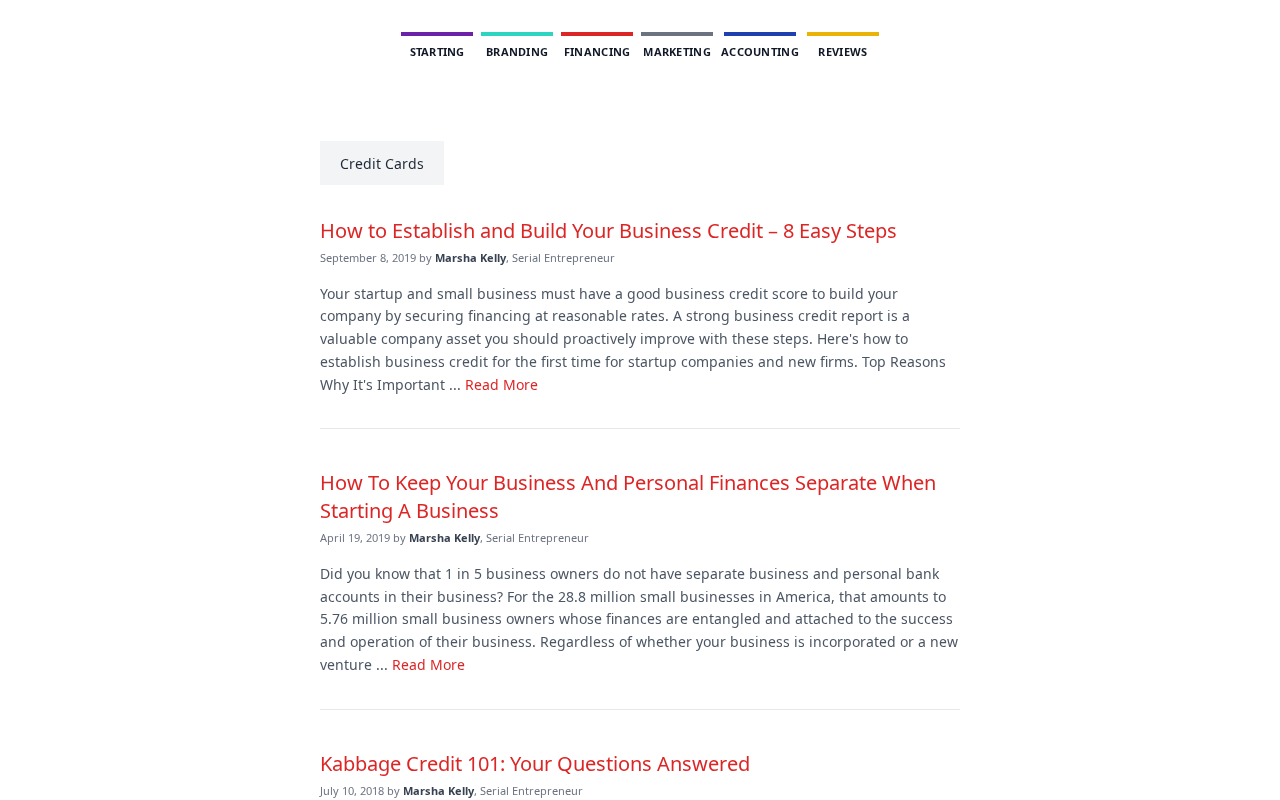 STARTING BRANDING FINANCING MARKETING ACCOUNTING REVIEWS
Credit Cards
How to Establish and Build Your Business Credit – 8 Easy Steps
September 8, 2019 by Marsha Kelly, Serial Entrepreneur
Your startup and small business must have a good business credit score to build your
company by securing financing at reasonable rates. A strong business credit report is a
valuable company asset you should proactively improve with these steps. Here's how to
establish business credit for the first time for startup companies and new firms. Top Reasons
Why It's Important ... Read More
How To Keep Your Business And Personal Finances Separate When
Starting A Business
April 19, 2019 by Marsha Kelly, Serial Entrepreneur
Did you know that 1 in 5 business owners do not have separate business and personal bank
accounts in their business? For the 28.8 million small businesses in America, that amounts to
5.76 million small business owners whose finances are entangled and attached to the success
and operation of their business. Regardless of whether your business is incorporated or a new
venture ... Read More
Kabbage Credit 101: Your Questions Answered
July 10, 2018 by Marsha Kelly, Serial Entrepreneur